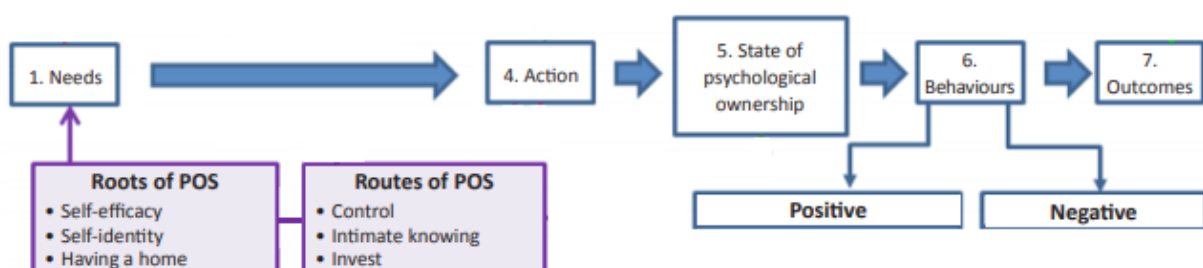 1. Needs
4. Action
5. State of
psychological
ownership
6.
Behaviours
7.
Outcomes
Roots of POS
• Self-efficacy
• Self-identity
• Having a home
Routes of POS
• Control
• Intimate knowing
• Invest
Positive
Negative